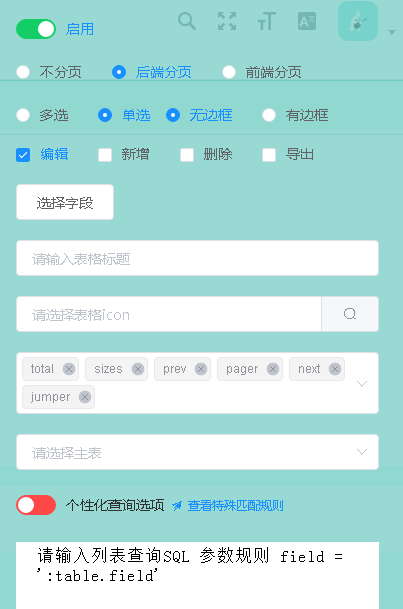 启用
不分页 后端分页 前端分页
多选 单选 无边框 有边框
编辑 新增 删除 导出
选择字段
请输入表格标题
请选择表格icon
total sizes prev pager next
jumper
请选择主表
个性化查询选项 查看特殊匹配规则
请输入列表查询SQL 参数规则 field =
':table.field'